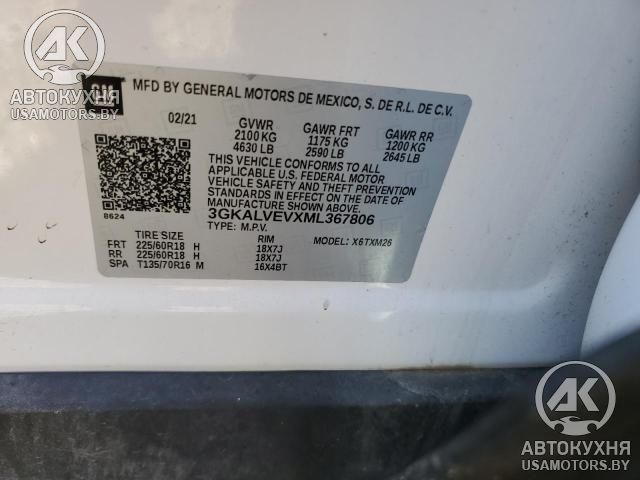 АВТОКУХНЯ
USAMOTORS.BY
GM
MFD BY GENERAL MOTORS DE MEXICO, S. DE R.L. DE C.V.
02/21 GVWR GAWR FRT GAWR RR
2100 KG 1175 KG 1200 KG
4630 LB 2590 LB 2645 LB
THIS VEHICLE CONFORMS TO ALL
APPLICABLE U.S. FEDERAL MOTOR
VEHICLE SAFETY AND THEFT PREVENTION
STANDARDS IN EFFECT ON THE DATE OF
MANUFACTURE SHOWN ABOVE.
3GKALVEVXML367806
8624 TYPE: M.P.V.
TIRE SIZE RIM MODEL: X6TXM26
FRT 225/60R18 H 18X7J
RR 225/60R18 H 18X7J
SPA T135/70R16 M 16X4BT
АВТОКУХНЯ
USAMOTORS.BY